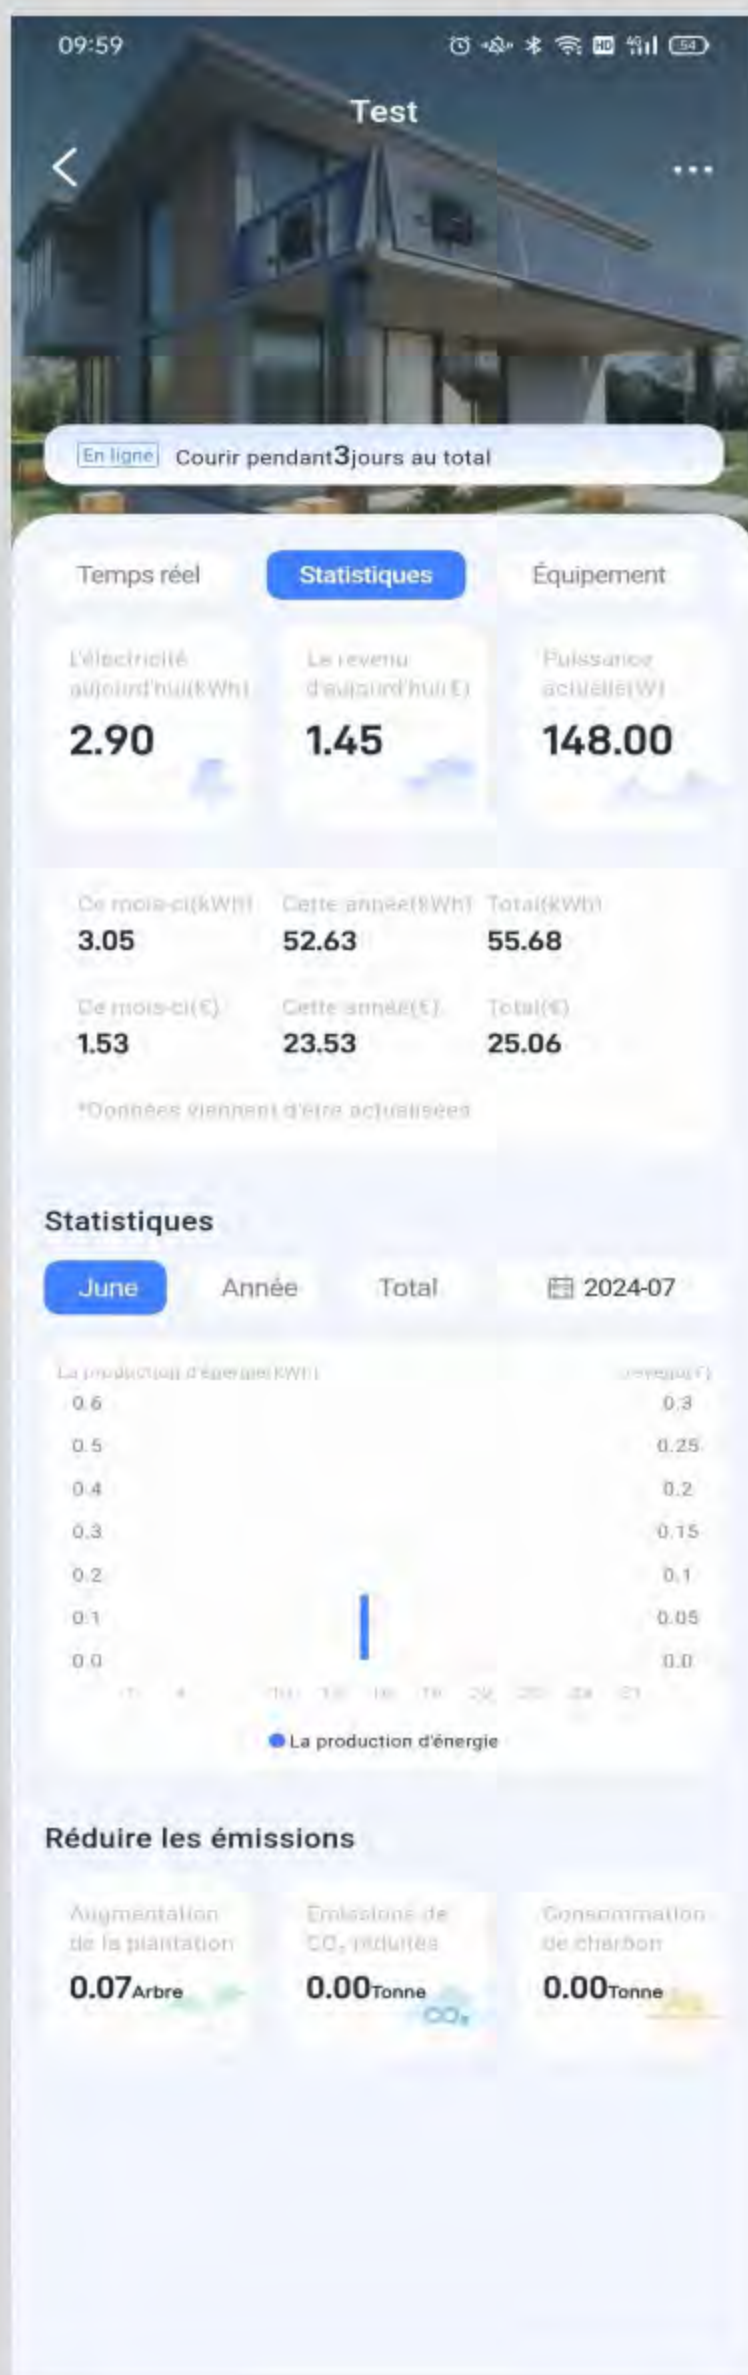 09:59
HD 4G 54
Test
En ligne Courir pendant3jours au total
Temps réel Statistiques Équipement
L'électricité aujourd'hui(kWh)
2.90
Le revenu d'aujourd'hui(€)
1.45
Puissance actuelle(W)
148.00
Ce mois-ci(kWh) Cette année(kWh) Total(kWh)
3.05 52.63 55.68
Ce mois-ci(€) Cette année(€) Total(€)
1.53 23.53 25.06
*Données viennent d'être actualisées
Statistiques
June Année Total 2024-07
La production d'énergie(kWh)
0.6 0.3
0.5 0.25
0.4 0.2
0.3 0.15
0.2 0.1
0.1 0.05
0.0 0.0
La production d'énergie
Réduire les émissions
Augmentation de la plantation
0.07Arbre
Emissions de CO₂ réduites
0.00Tonne
CO₂
Consommation de charbon
0.00Tonne